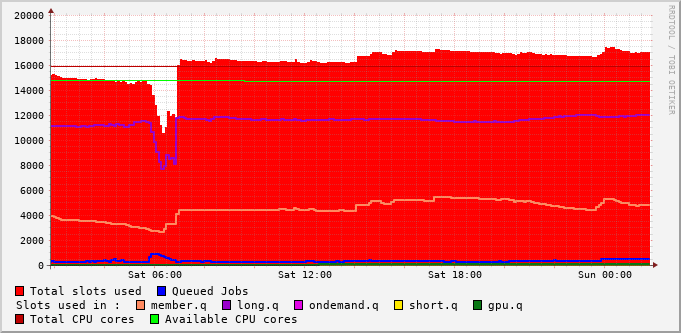 20000
18000
16000
14000
12000
10000
8000
6000
4000
2000
0
Sat 06:00 Sat 12:00 Sat 18:00 Sun 00:00
Total slots used Queued Jobs
Slots used in : member.q long.q ondemand.q short.q gpu.q
Total CPU cores Available CPU cores
RRDTOOL / TOBI OETIKER